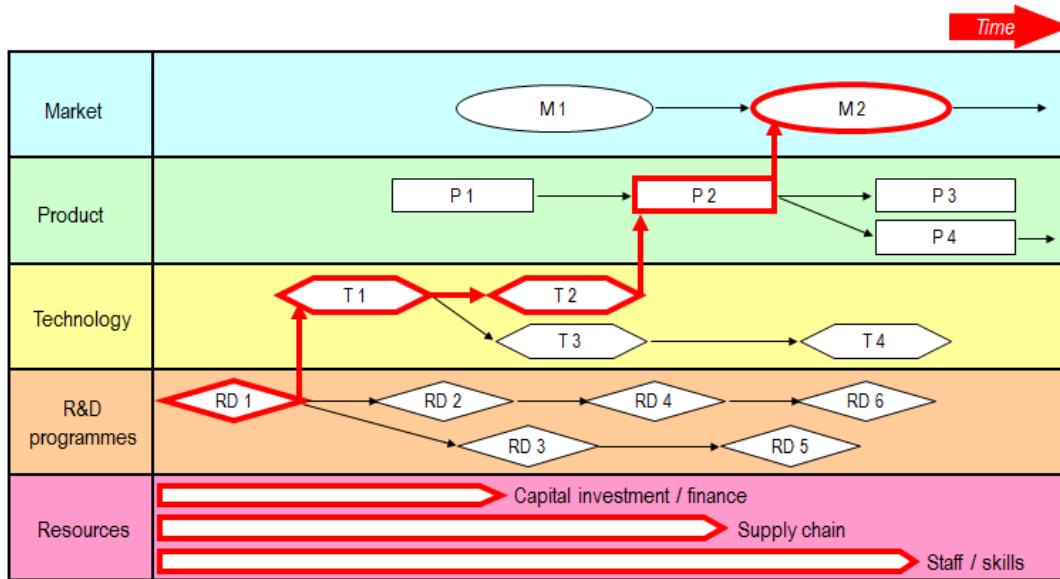 Time
Market
M 1
M 2
Product
P 1
P 2
P 3
P 4
Technology
T 1
T 2
T 3
T 4
R&D
programmes
RD 1
RD 2
RD 4
RD 6
RD 3
RD 5
Resources
Capital investment / finance
Supply chain
Staff / skills